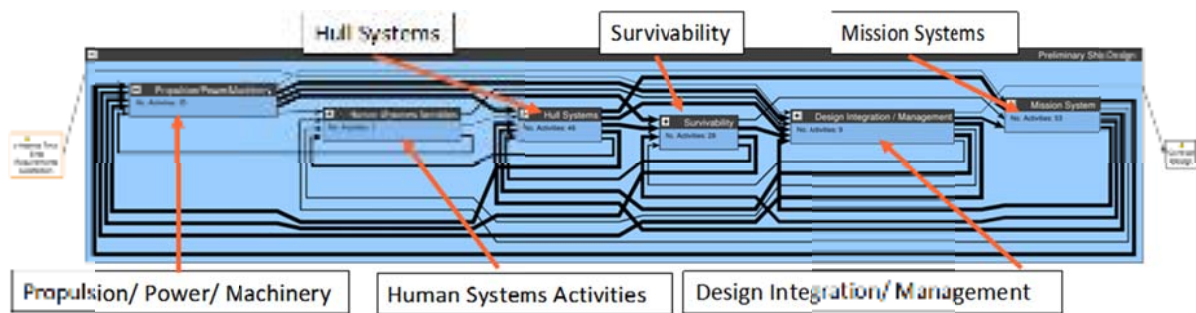 Hull Systems
Survivability
Mission Systems
Preliminary Ship Design
Propulsion/Power/Machinery
No. Activities:
Hull Systems
No. Activities: 46
Survivability
No. Activities: 28
Design Integration / Management
No. Activities: 9
Mission System
No. Activities: 53
Propulsion/ Power/ Machinery
Human Systems Activities
Design Integration/ Management